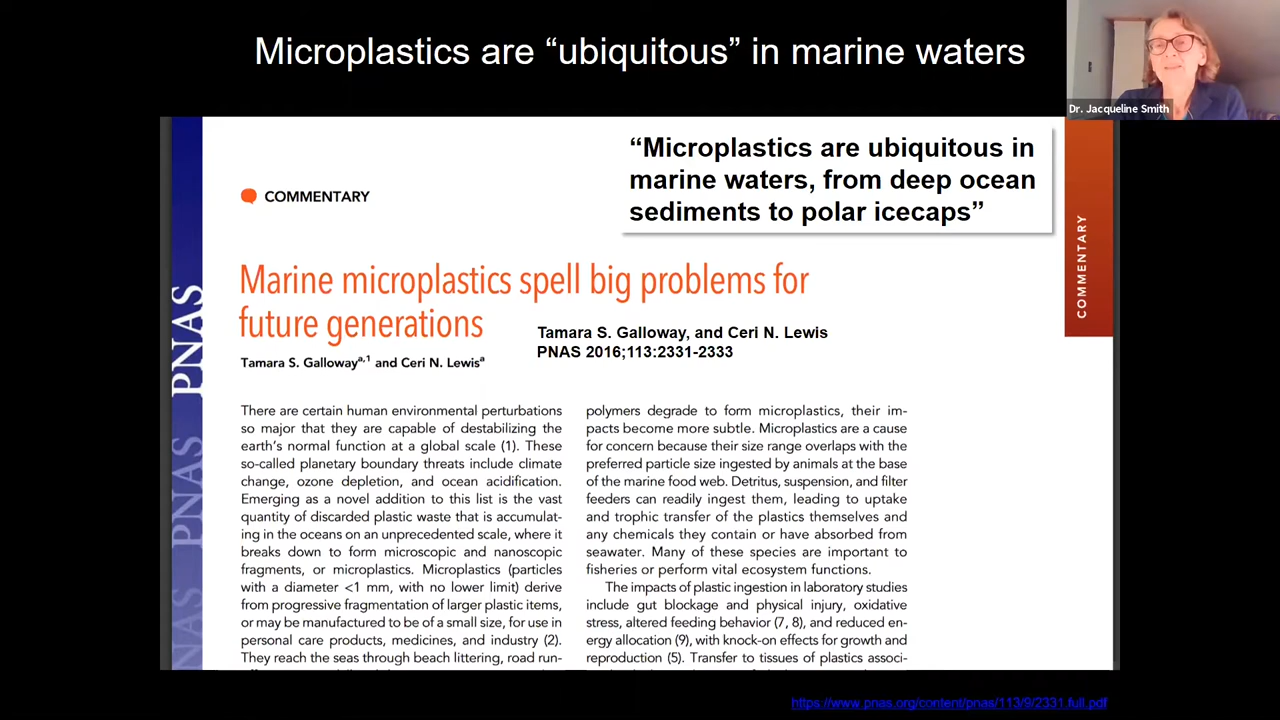 Microplastics are “ubiquitous” in marine waters
Dr. Jacqueline Smith
“Microplastics are ubiquitous in
marine waters, from deep ocean
sediments to polar icecaps”
COMMENTARY
COMMENTARY
PNAS PNAS PNAS
Marine microplastics spell big problems for
future generations
Tamara S. Galloway, and Ceri N. Lewis
PNAS 2016;113:2331-2333
Tamara S. Gallowaya,1 and Ceri N. Lewisa
There are certain human environmental perturbations
so major that they are capable of destabilizing the
earth’s normal function at a global scale (1). These
so-called planetary boundary threats include climate
change, ozone depletion, and ocean acidification.
Emerging as a novel addition to this list is the vast
quantity of discarded plastic waste that is accumulat-
ing in the oceans on an unprecedented scale, where it
breaks down to form microscopic and nanoscopic
fragments, or microplastics. Microplastics (particles
with a diameter <1 mm, with no lower limit) derive
from progressive fragmentation of larger plastic items,
or may be manufactured to be of a small size, for use in
personal care products, medicines, and industry (2).
They reach the seas through beach littering, road run-
polymers degrade to form microplastics, their im-
pacts become more subtle. Microplastics are a cause
for concern because their size range overlaps with the
preferred particle size ingested by animals at the base
of the marine food web. Detritus, suspension, and filter
feeders can readily ingest them, leading to uptake
and trophic transfer of the plastics themselves and
any chemicals they contain or have absorbed from
seawater. Many of these species are important to
fisheries or perform vital ecosystem functions.
The impacts of plastic ingestion in laboratory studies
include gut blockage and physical injury, oxidative
stress, altered feeding behavior (7, 8), and reduced en-
ergy allocation (9), with knock-on effects for growth and
reproduction (5). Transfer to tissues of plastics associ-
https://www.pnas.org/content/pnas/113/9/2331.full.pdf